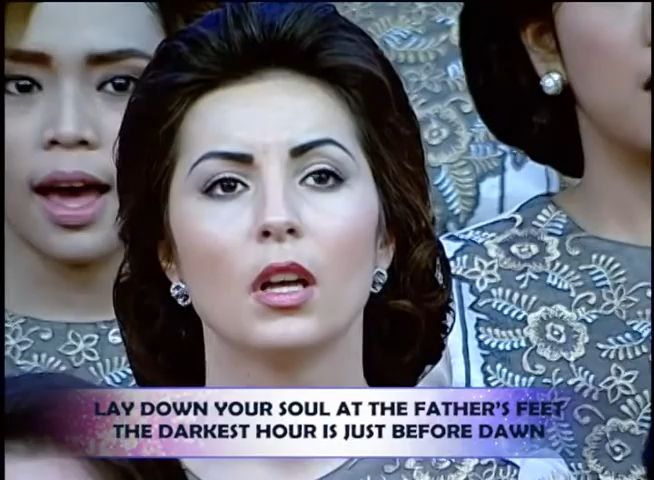 LAY DOWN YOUR SOUL AT THE FATHER'S FEET
THE DARKEST HOUR IS JUST BEFORE DAWN